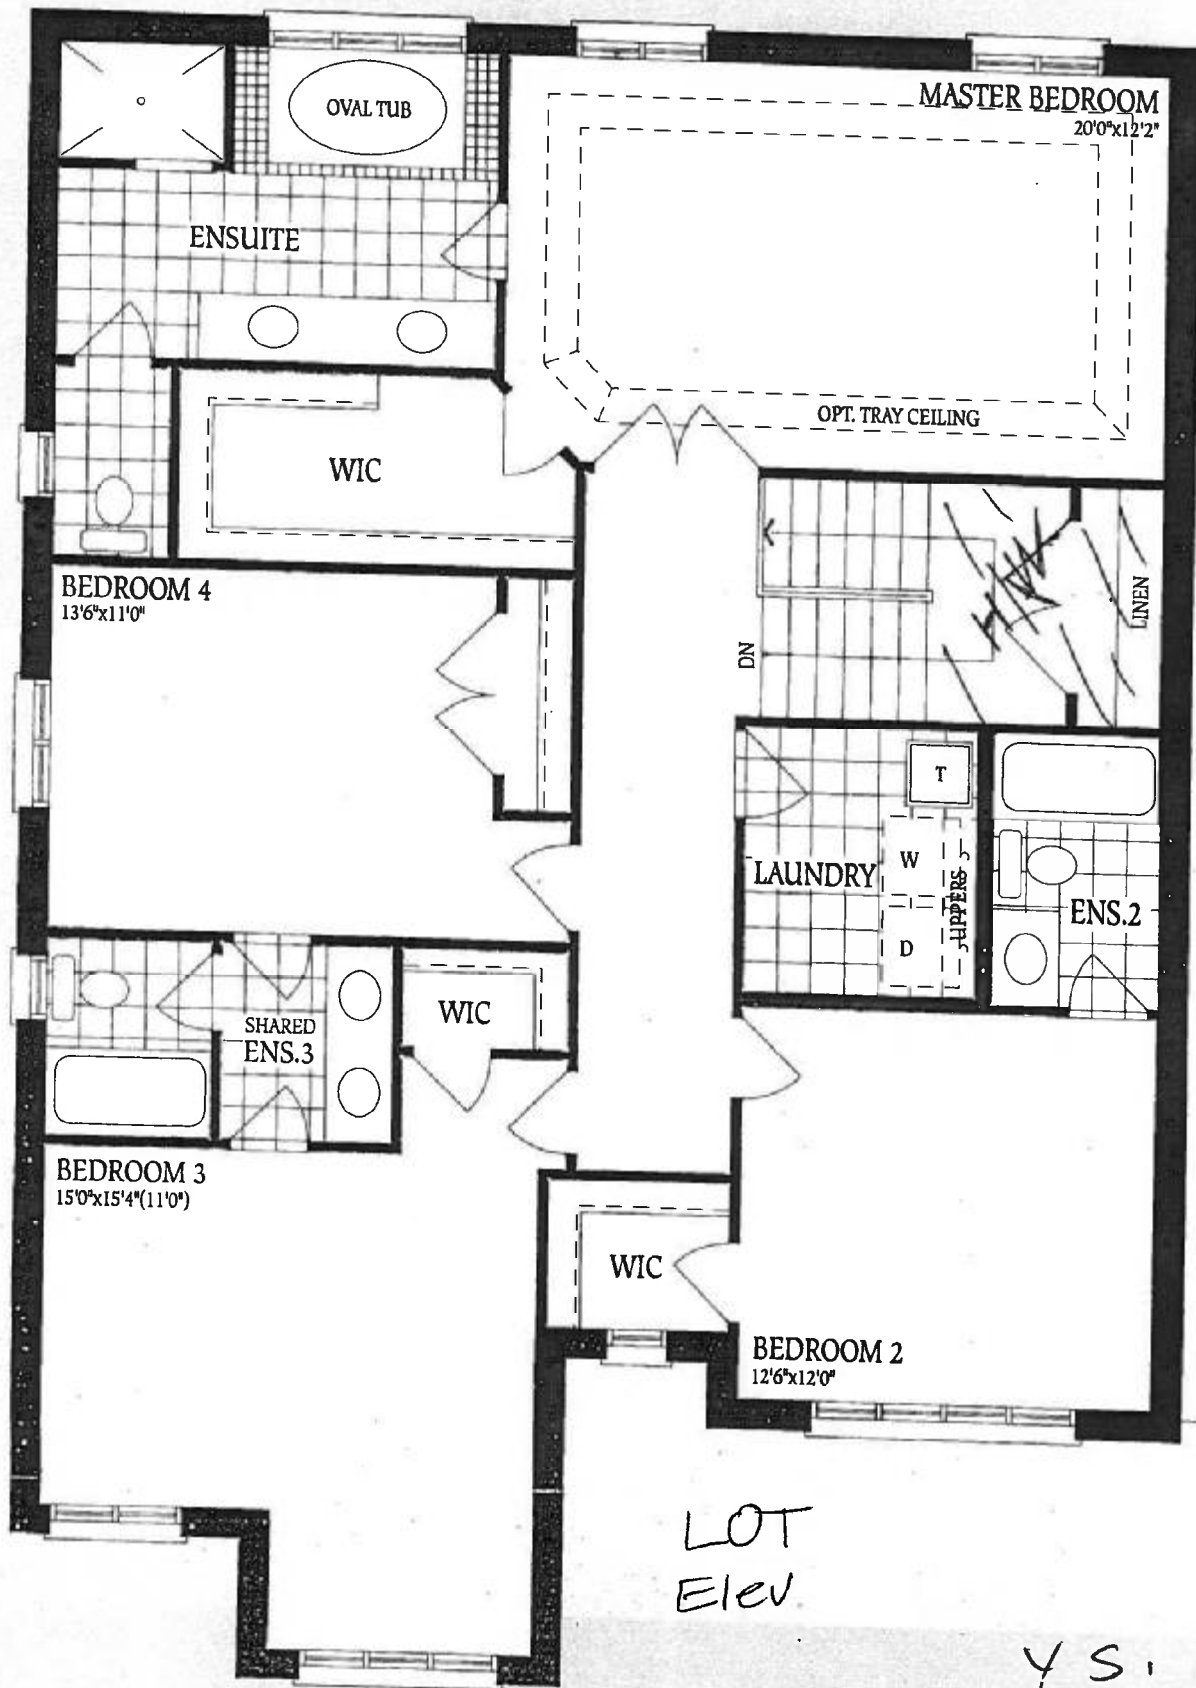 OVAL TUB
MASTER BEDROOM
20'0"x12'2"
ENSUITE
OPT. TRAY CEILING
WIC
BEDROOM 4
13'6"x11'0"
DN
H/W
LINEN
T
LAUNDRY
W
D
UPPERS
ENS.2
WIC
SHARED
ENS.3
BEDROOM 3
15'0"x15'4"(11'0")
WIC
BEDROOM 2
12'6"x12'0"
LOT
Elev.